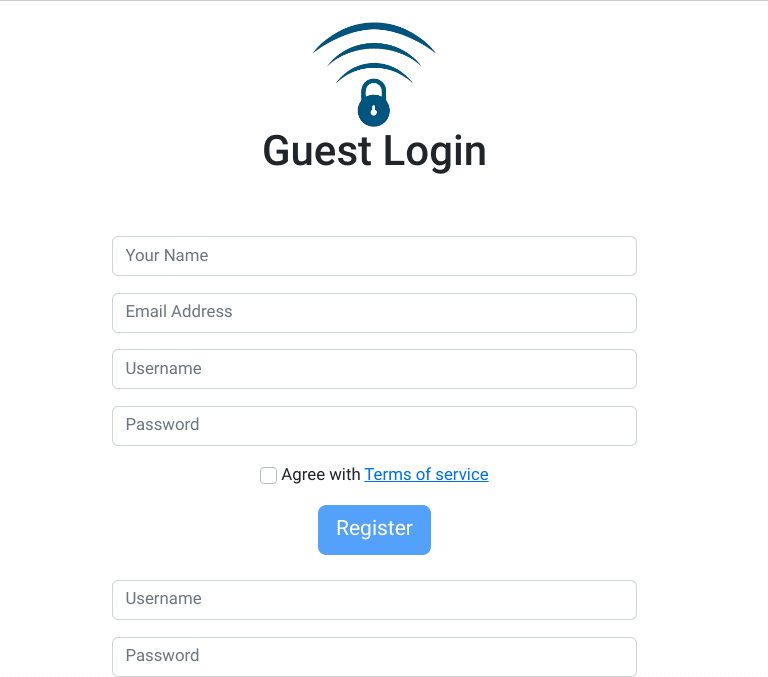 Guest Login
Your Name
Email Address
Username
Password
Agree with Terms of service
Register
Username
Password